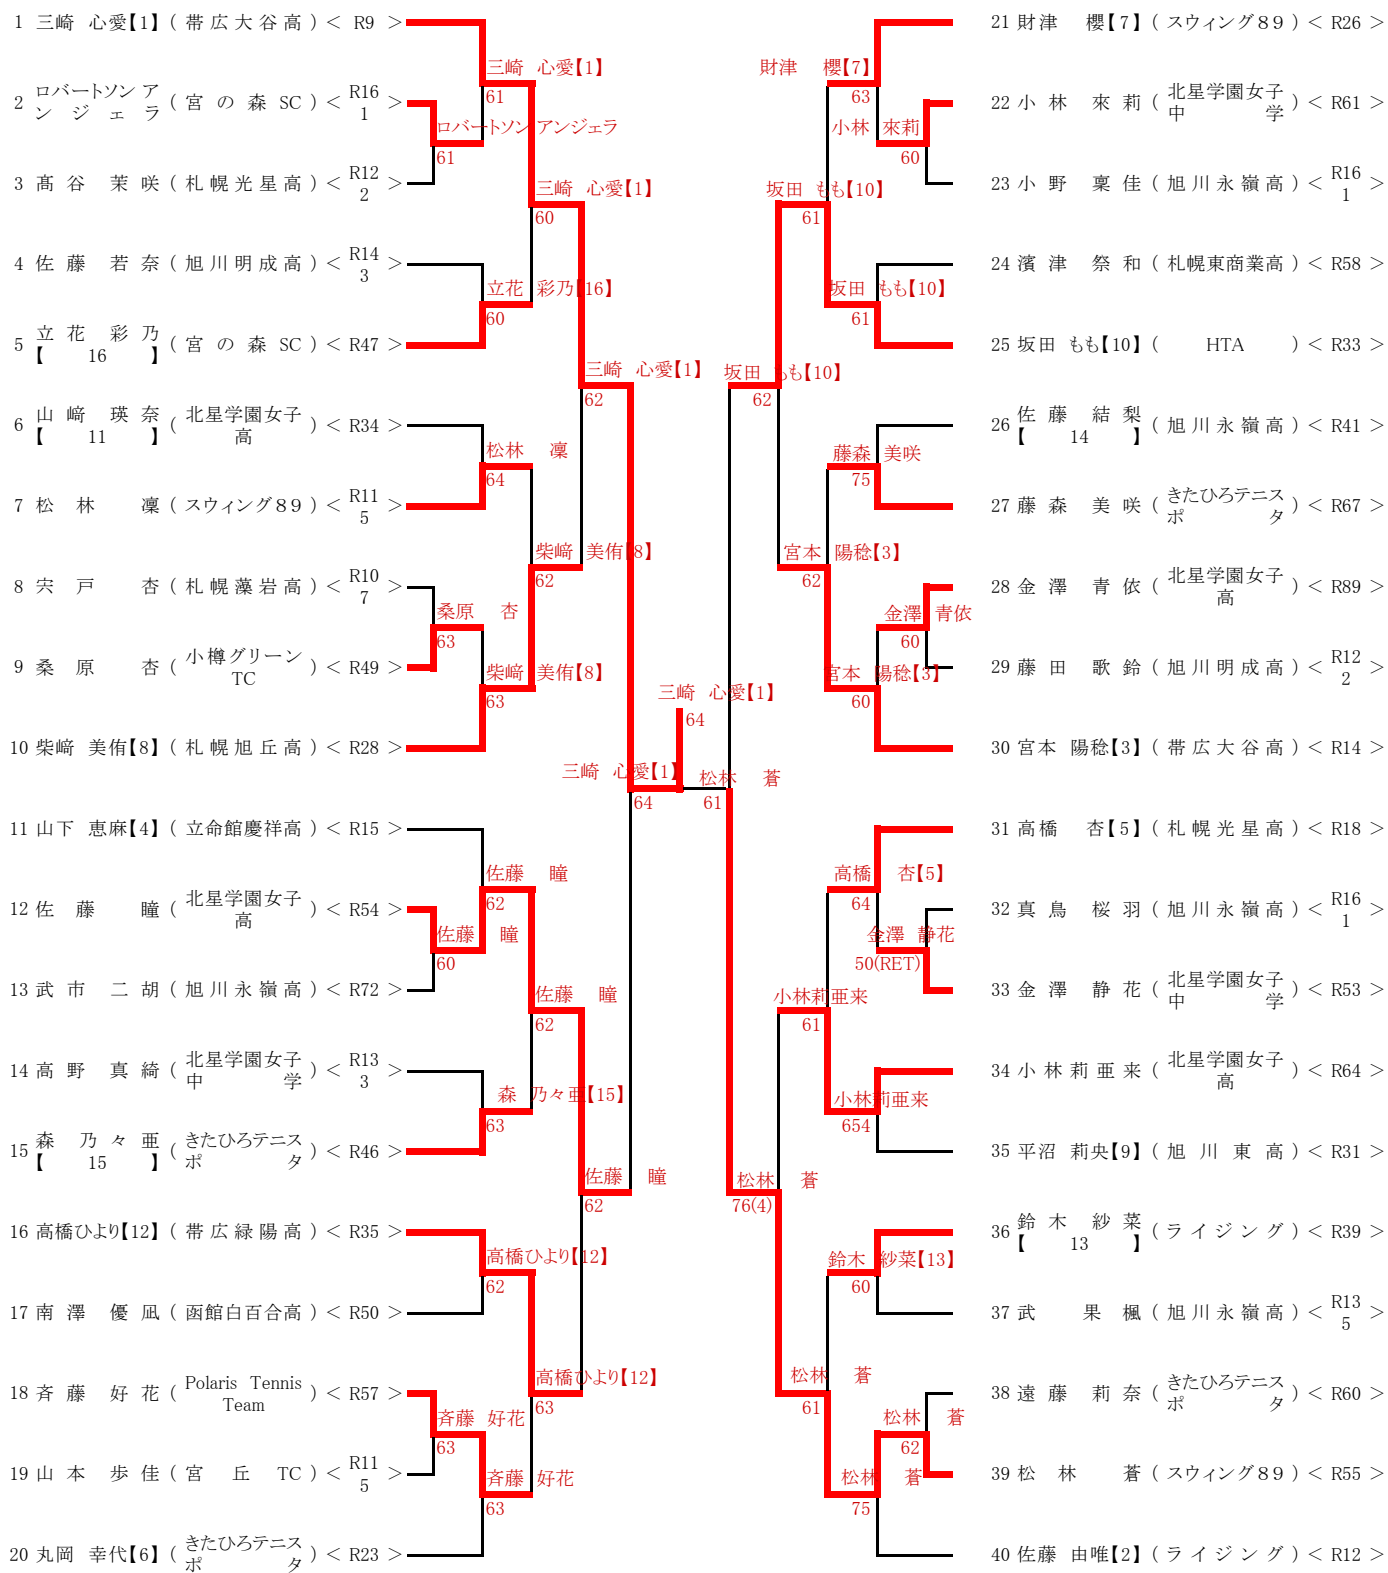 1 三崎 心愛【1】 ( 帯広大谷高 ) < R9 >
2 ロバートソン アンジェラ ( 宮の森 SC ) < R161 >
3 髙谷 茉咲 ( 札幌光星高 ) < R122 >
4 佐藤 若奈 ( 旭川明成高 ) < R143 >
5 立花 彩乃【16】 ( 宮の森 SC ) < R47 >
6 山﨑 瑛奈【11】 ( 北星学園女子高 ) < R34 >
7 松林 凜 ( スウィング89 ) < R115 >
8 宍戸 杏 ( 札幌藻岩高 ) < R107 >
9 桑原 杏 ( 小樽グリーンTC ) < R49 >
10 柴﨑 美侑【8】 ( 札幌旭丘高 ) < R28 >
11 山下 恵麻【4】 ( 立命館慶祥高 ) < R15 >
12 佐藤 瞳 ( 北星学園女子高 ) < R54 >
13 武市 二胡 ( 旭川永嶺高 ) < R72 >
14 高野 真綺 ( 北星学園女子中学 ) < R133 >
15 森 乃々亜【15】 ( きたひろテニスポタ ) < R46 >
16 高橋ひより【12】 ( 帯広緑陽高 ) < R35 >
17 南澤 優凪 ( 函館白百合高 ) < R50 >
18 斉藤 好花 ( Polaris Tennis Team ) < R57 >
19 山本 歩佳 ( 宮丘 TC ) < R115 >
20 丸岡 幸代【6】 ( きたひろテニスポタ ) < R23 >
三崎 心愛【1】
61
ロバートソン アンジェラ
61
三崎 心愛【1】
60
立花 彩乃【16】
60
三崎 心愛【1】
62
松林 凜
64
柴﨑 美侑【8】
62
桑原 杏
63
柴﨑 美侑【8】
63
三崎 心愛【1】
64
三崎 心愛【1】
64
佐藤 瞳
62
佐藤 瞳
60
佐藤 瞳
62
森 乃々亜【15】
63
佐藤 瞳
62
高橋ひより【12】
62
高橋ひより【12】
63
斉藤 好花
63
斉藤 好花
63
財津 櫻【7】
63
小林 來莉
60
坂田 もも【10】
61
坂田 もも【10】
61
坂田 もも【10】
62
藤森 美咲
75
宮本 陽稔【3】
62
金澤 青依
60
宮本 陽稔【3】
60
松林 蒼
61
高橋 杏【5】
64
金澤 静花
50(RET)
小林莉亜来
61
小林莉亜来
654
松林 蒼
76(4)
鈴木 紗菜【13】
60
松林 蒼
61
松林 蒼
62
松林 蒼
75
21 財津 櫻【7】 ( スウィング89 ) < R26 >
22 小林 來莉 ( 北星学園女子中学 ) < R61 >
23 小野 稟佳 ( 旭川永嶺高 ) < R161 >
24 濱津 祭和 ( 札幌東商業高 ) < R58 >
25 坂田 もも【10】 ( HTA ) < R33 >
26 佐藤 結梨【14】 ( 旭川永嶺高 ) < R41 >
27 藤森 美咲 ( きたひろテニスポタ ) < R67 >
28 金澤 青依 ( 北星学園女子高 ) < R89 >
29 藤田 歌鈴 ( 旭川明成高 ) < R122 >
30 宮本 陽稔【3】 ( 帯広大谷高 ) < R14 >
31 高橋 杏【5】 ( 札幌光星高 ) < R18 >
32 真鳥 桜羽 ( 旭川永嶺高 ) < R161 >
33 金澤 静花 ( 北星学園女子中学 ) < R53 >
34 小林莉亜来 ( 北星学園女子高 ) < R64 >
35 平沼 莉央【9】 ( 旭川東高 ) < R31 >
36 鈴木 紗菜【13】 ( ライジング ) < R39 >
37 武 果楓 ( 旭川永嶺高 ) < R135 >
38 遠藤 莉奈 ( きたひろテニスポタ ) < R60 >
39 松林 蒼 ( スウィング89 ) < R55 >
40 佐藤 由唯【2】 ( ライジング ) < R12 >